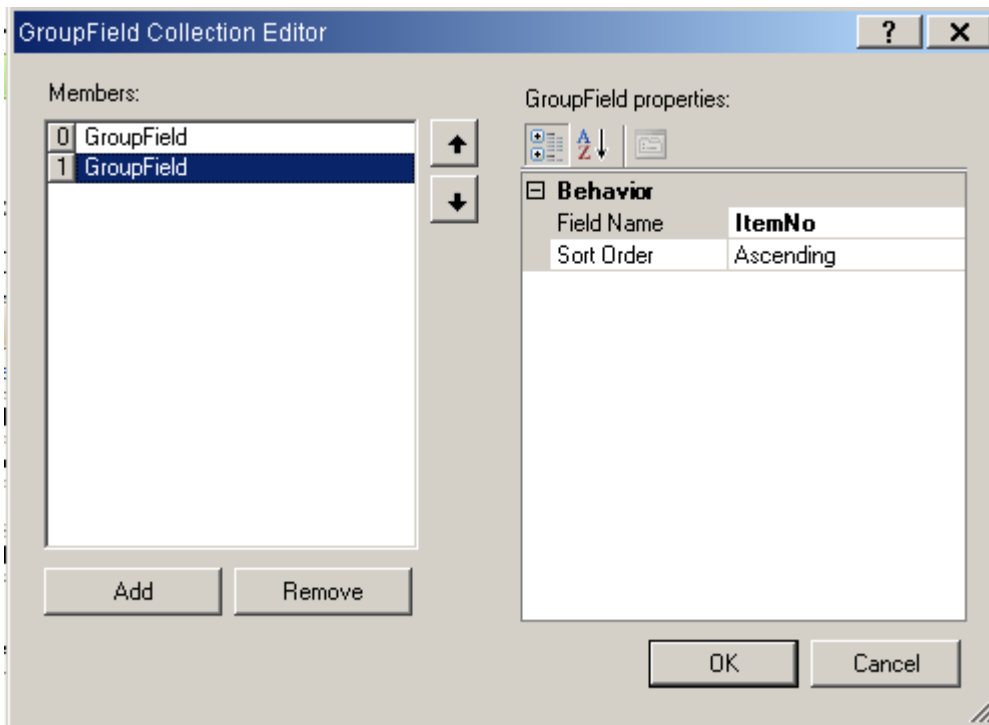 GroupField Collection Editor
Members:
0 GroupField
1 GroupField
Add
Remove
GroupField properties:
Behavior
Field Name ItemNo
Sort Order Ascending
OK
Cancel